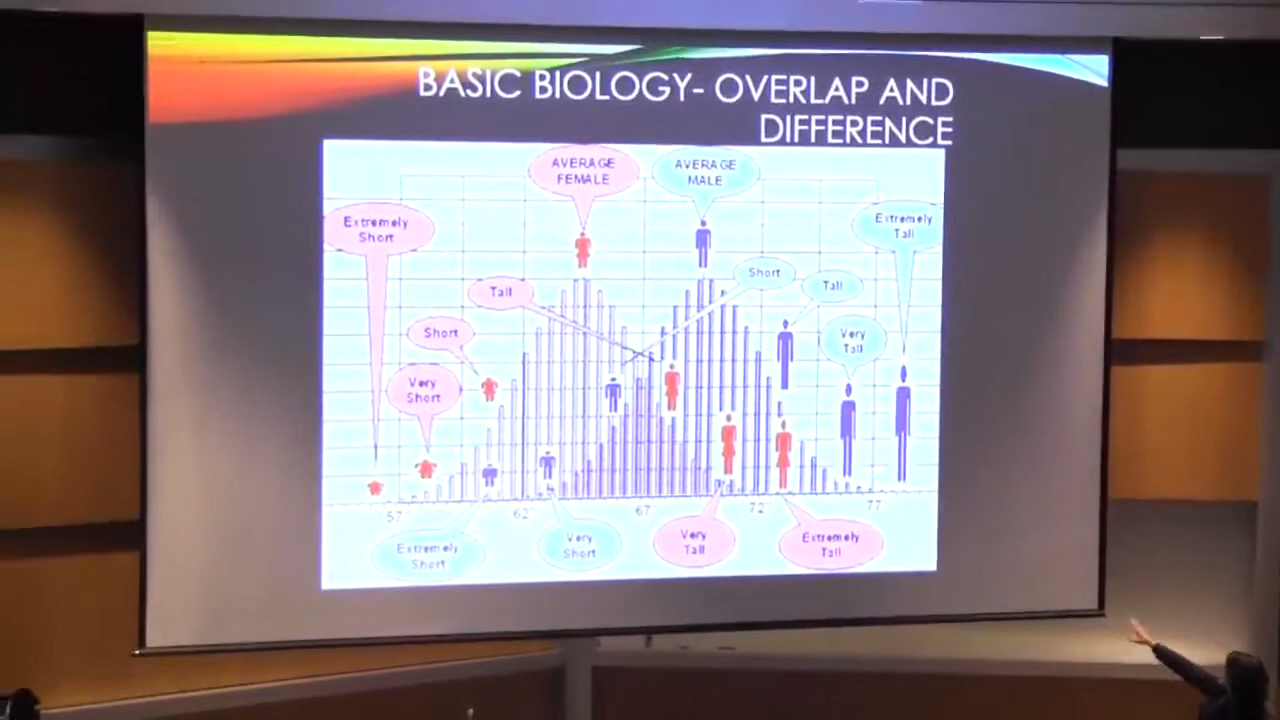 BASIC BIOLOGY- OVERLAP AND
DIFFERENCE
AVERAGE
FEMALE
AVERAGE
MALE
Extremely
Short
Extremely
Tall
Short
Tall
Tall
Short
Very
Tall
Very
Short
57
62
67
72
77
Extremely
Short
Very
Short
Very
Tall
Extremely
Tall